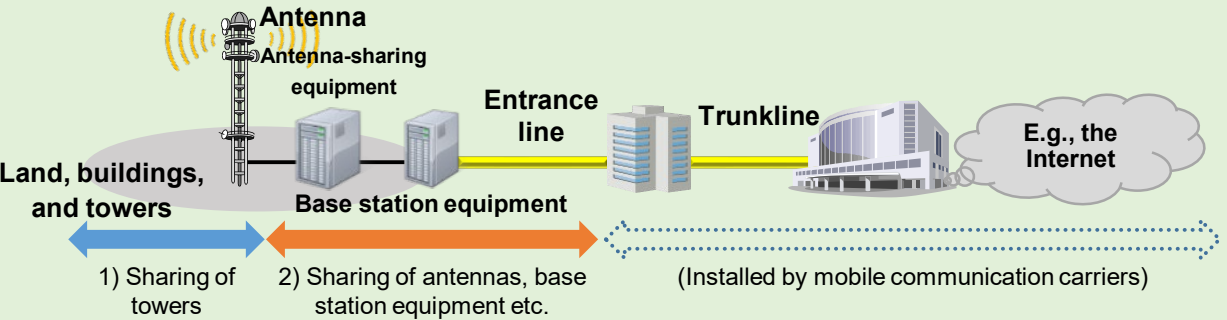 Antenna
Antenna-sharing
equipment
Entrance
line
Trunkline
E.g., the
Internet
Land, buildings,
and towers
Base station equipment
1) Sharing of
towers
2) Sharing of antennas, base
station equipment etc.
(Installed by mobile communication carriers)